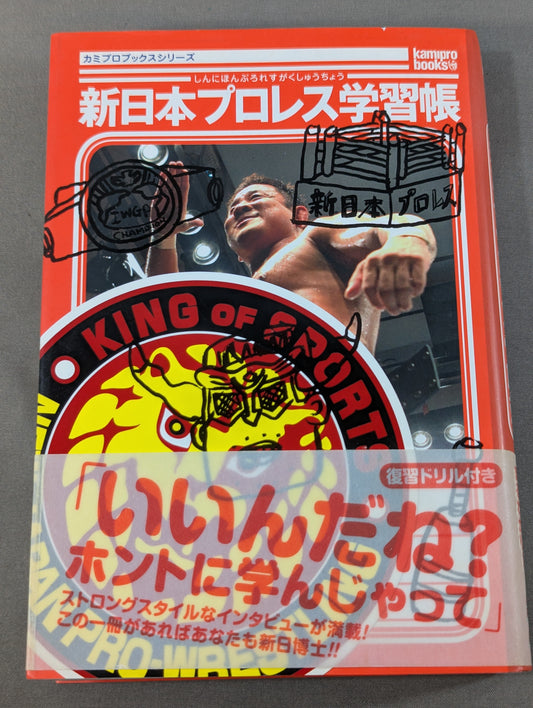 カミプロブックスシリーズ
kamipro books
しんにほんぷろれすがくしゅうちょう
新日本プロレス学習帳
IWGP
CHAMPION
新日本 プロレス
KING OF SPORTS
復習ドリル付き
「いいんだね?
ホントに学んじゃって」
ストロングスタイルなインタビューが満載!
この一冊があればあなたも新日博士!!
PRO-WRES